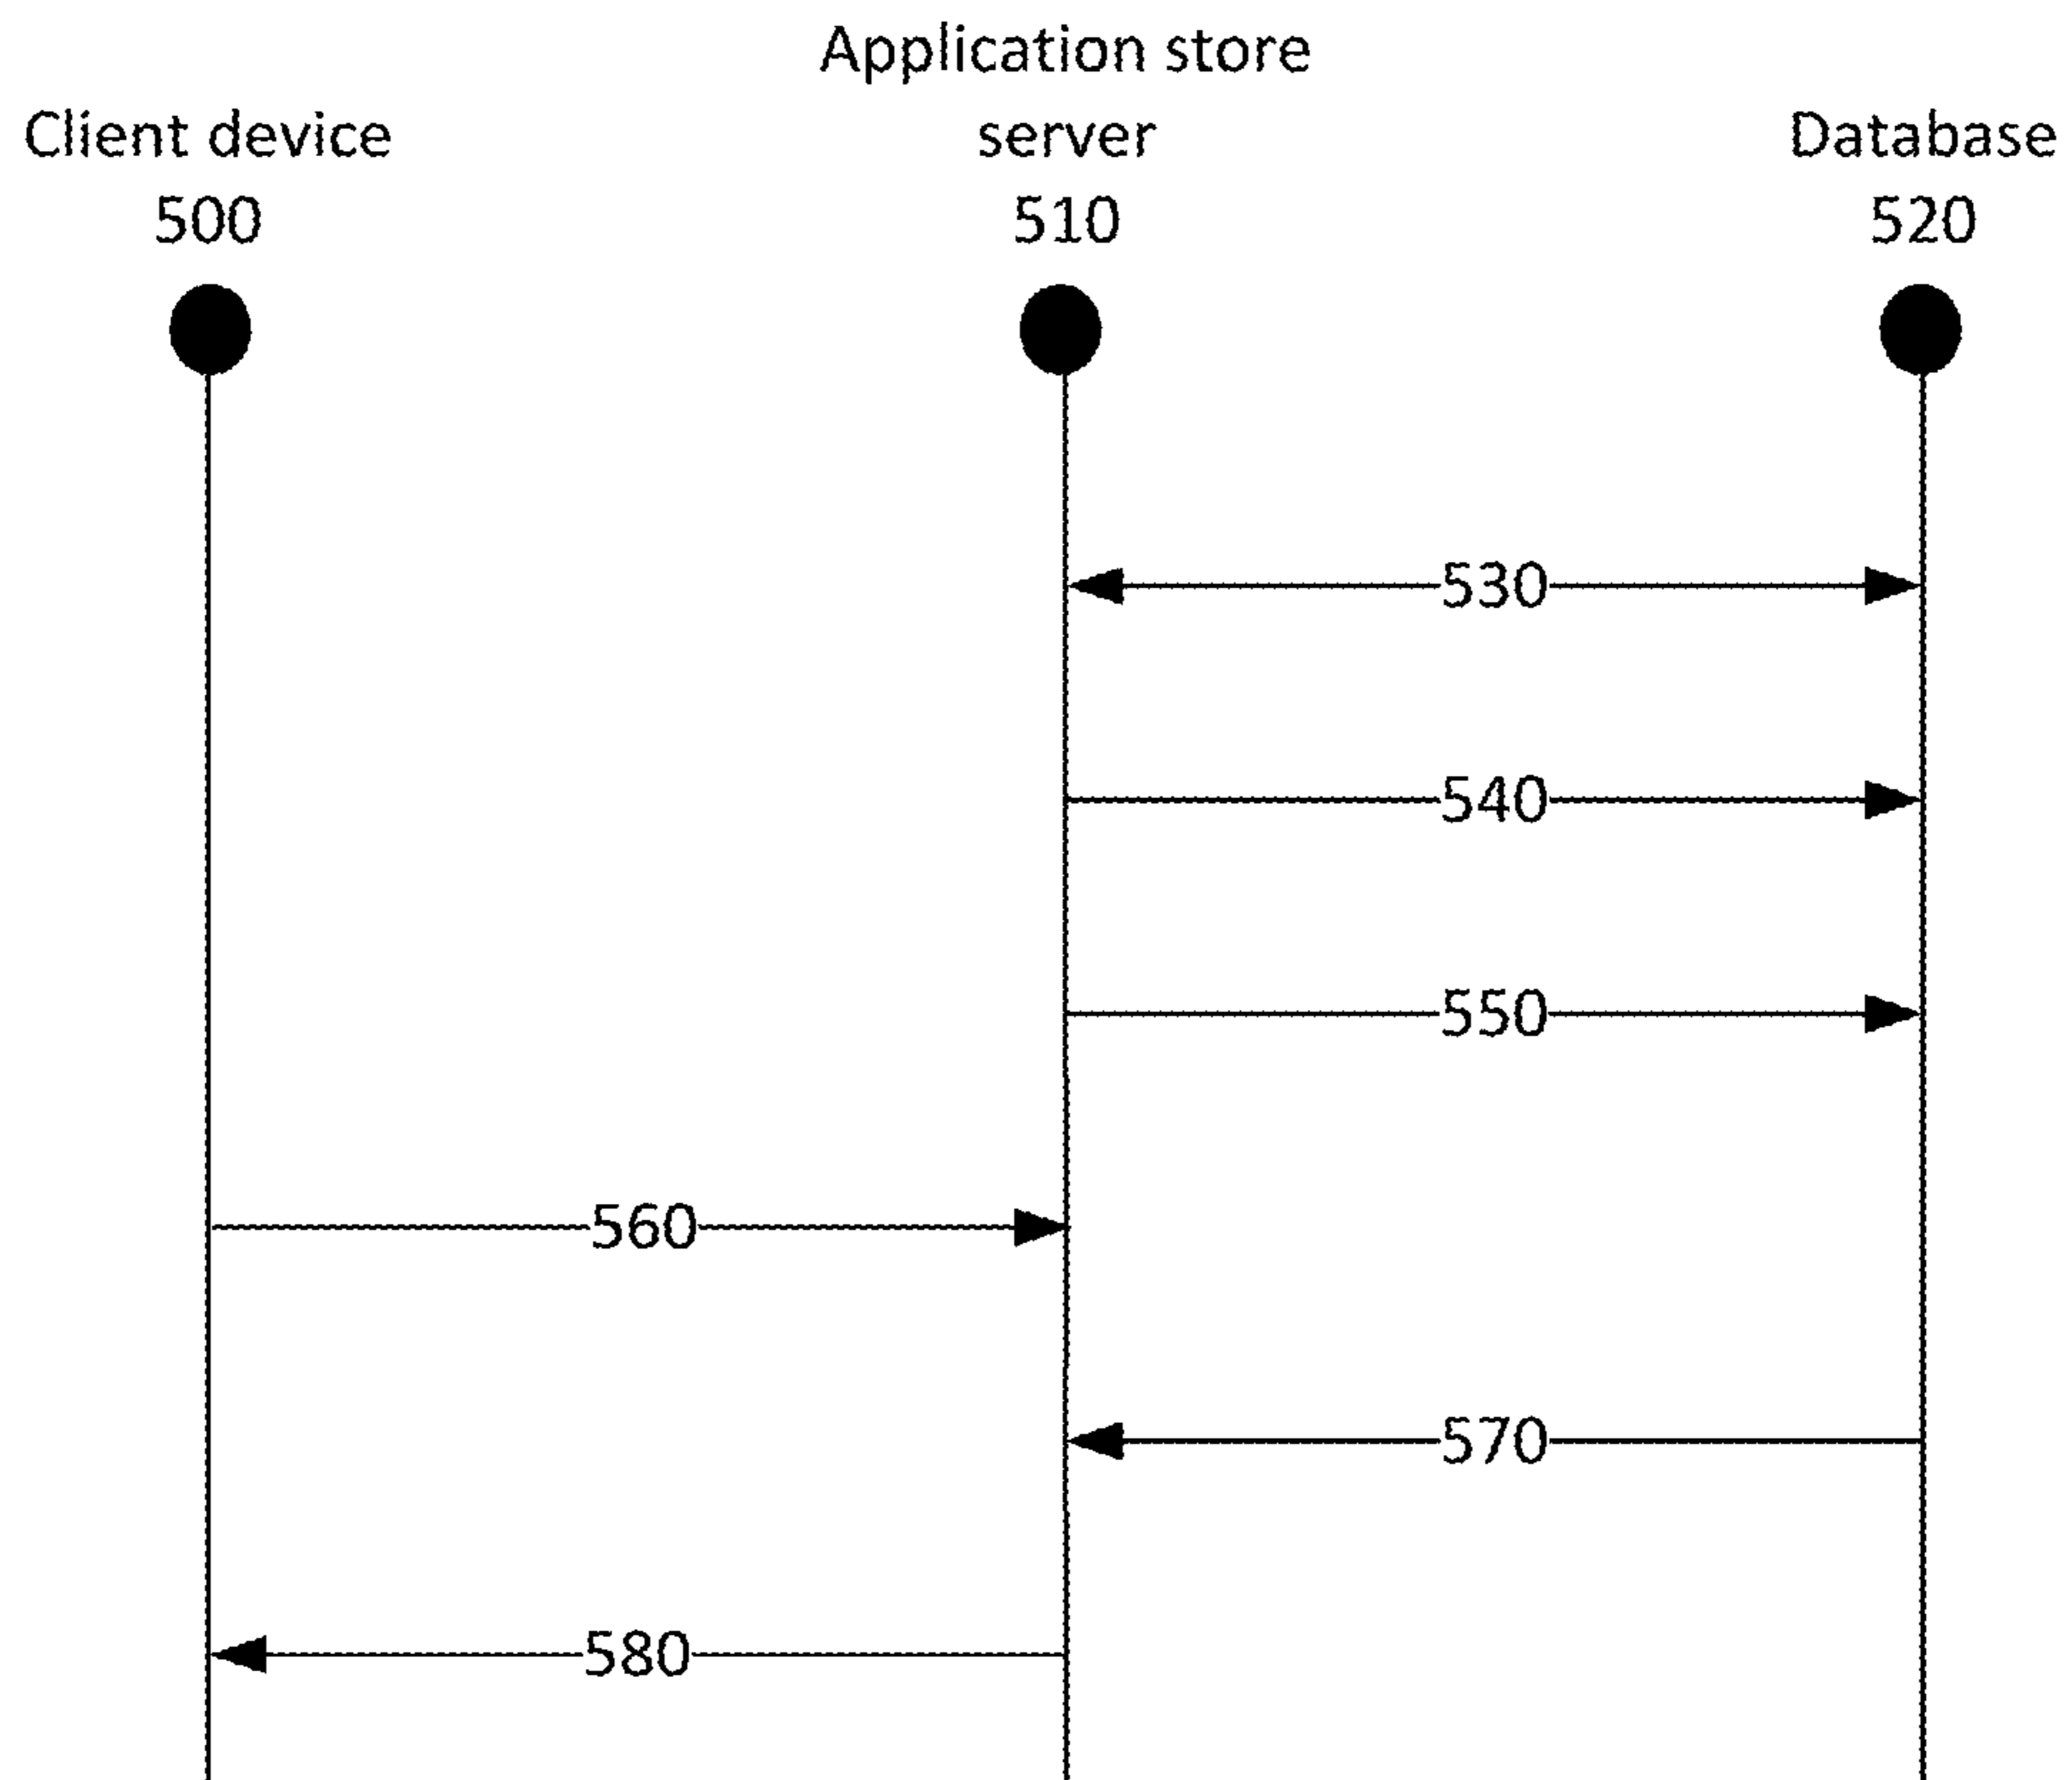 Application store
server
510
Client device
500
Database
520
530
540
550
560
570
580